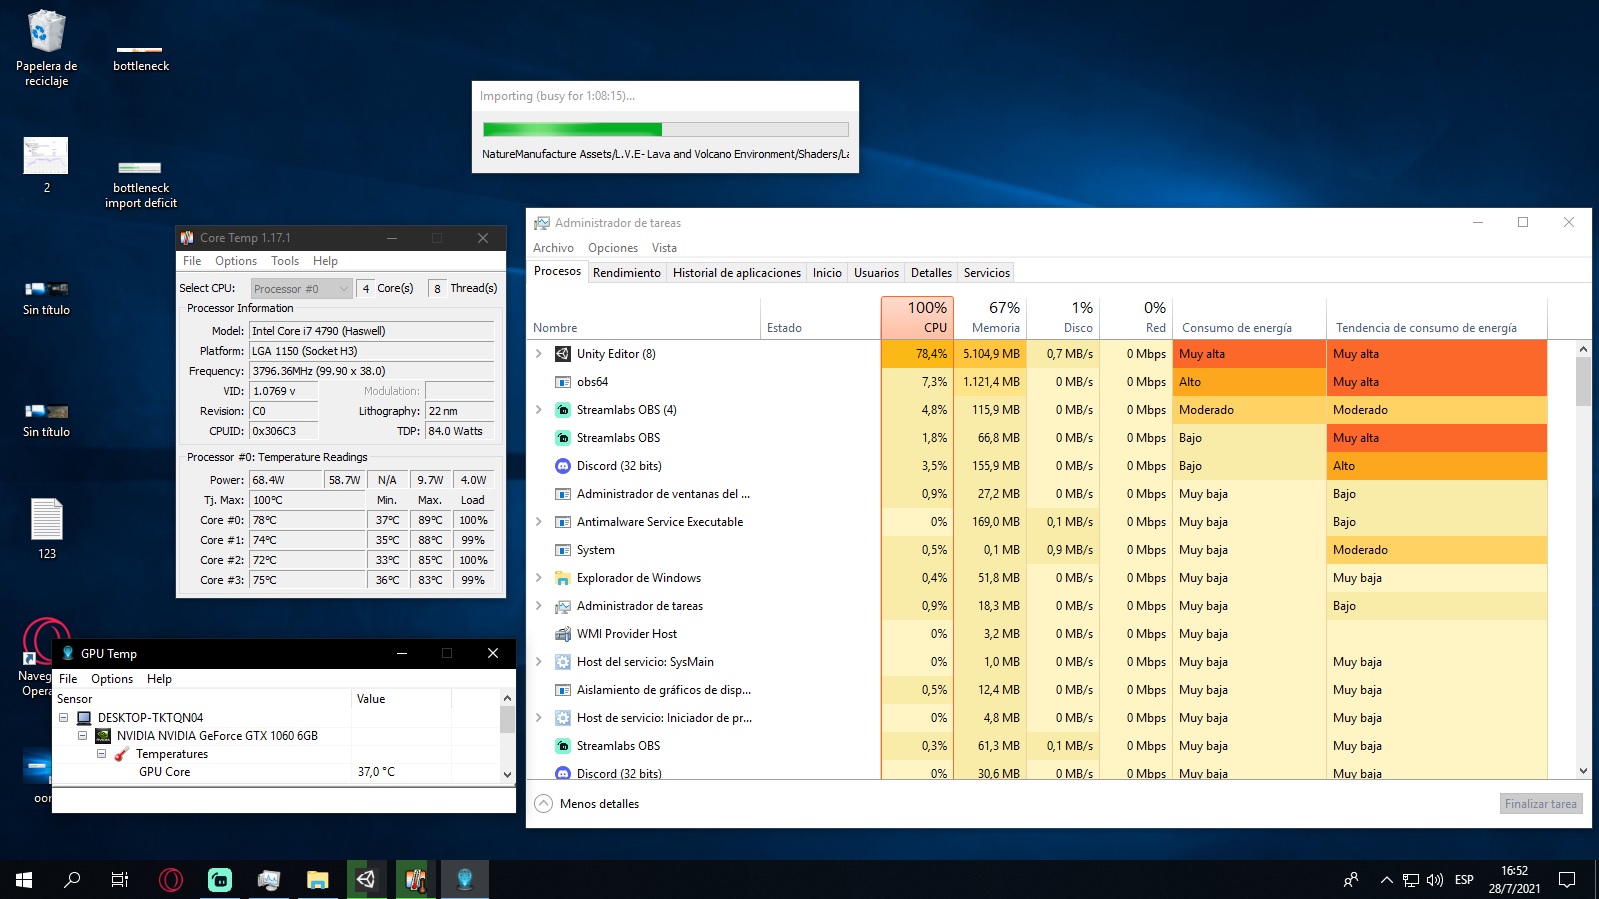 Papelera de
reciclaje
bottleneck
2
bottleneck
import deficit
Sin título
Sin título
123
Naveg
Opera
oor
Importing (busy for 1:08:15)...
NatureManufacture Assets/L.V.E- Lava and Volcano Environment/Shaders/La
Core Temp 1.17.1
File Options Tools Help
Select CPU: Processor #0 4 Core(s) 8 Thread(s)
Processor Information
Model: Intel Core i7 4790 (Haswell)
Platform: LGA 1150 (Socket H3)
Frequency: 3796.36MHz (99.90 x 38.0)
VID: 1.0769 v Modulation:
Revision: C0 Lithography: 22 nm
CPUID: 0x306C3 TDP: 84.0 Watts
Processor #0: Temperature Readings
Power: 68.4W 58.7W N/A 9.7W 4.0W
Tj. Max: 100°C Min. Max. Load
Core #0: 78°C 37°C 89°C 100%
Core #1: 74°C 35°C 88°C 99%
Core #2: 72°C 33°C 85°C 100%
Core #3: 75°C 36°C 83°C 99%
GPU Temp
File Options Help
Sensor Value
DESKTOP-TKTQN04
NVIDIA NVIDIA GeForce GTX 1060 6GB
Temperatures
GPU Core 37,0 °C
Administrador de tareas
Archivo Opciones Vista
Procesos Rendimiento Historial de aplicaciones Inicio Usuarios Detalles Servicios
100% 67% 1% 0%
Nombre Estado CPU Memoria Disco Red Consumo de energía Tendencia de consumo de energía
Unity Editor (8) 78,4% 5.104,9 MB 0,7 MB/s 0 Mbps Muy alta Muy alta
obs64 7,3% 1.121,4 MB 0 MB/s 0 Mbps Alto Muy alta
Streamlabs OBS (4) 4,8% 115,9 MB 0 MB/s 0 Mbps Moderado Moderado
Streamlabs OBS 1,8% 66,8 MB 0 MB/s 0 Mbps Bajo Muy alta
Discord (32 bits) 3,5% 155,9 MB 0 MB/s 0 Mbps Bajo Alto
Administrador de ventanas del ... 0,9% 27,2 MB 0 MB/s 0 Mbps Muy baja Bajo
Antimalware Service Executable 0% 169,0 MB 0,1 MB/s 0 Mbps Muy baja Bajo
System 0,5% 0,1 MB 0,9 MB/s 0 Mbps Muy baja Moderado
Explorador de Windows 0,4% 51,8 MB 0 MB/s 0 Mbps Muy baja Muy baja
Administrador de tareas 0,9% 18,3 MB 0 MB/s 0 Mbps Muy baja Bajo
WMI Provider Host 0% 3,2 MB 0 MB/s 0 Mbps Muy baja
Host del servicio: SysMain 0% 1,0 MB 0 MB/s 0 Mbps Muy baja Muy baja
Aislamiento de gráficos de disp... 0,5% 12,4 MB 0 MB/s 0 Mbps Muy baja Muy baja
Host de servicio: Iniciador de pr... 0% 4,8 MB 0 MB/s 0 Mbps Muy baja Muy baja
Streamlabs OBS 0,3% 61,3 MB 0,1 MB/s 0 Mbps Muy baja Muy baja
Discord (32 bits) 0% 30,6 MB 0 MB/s 0 Mbps Muy baja Muy baja
Menos detalles Finalizar tarea
ESP 16:52
28/7/2021